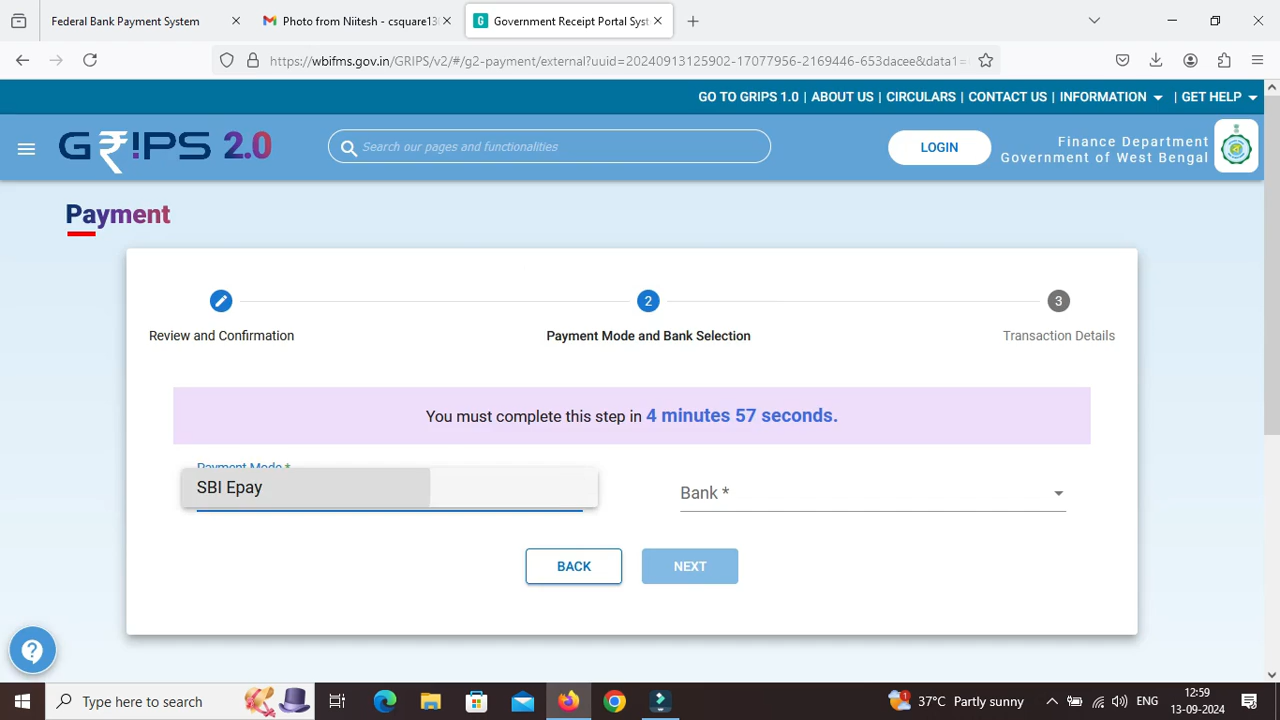 Federal Bank Payment System
Photo from Niitesh - csquare13
Government Receipt Portal Syst
https://wbifms.gov.in/GRIPS/v2/#/g2-payment/external?uuid=20240913125902-17077956-2169446-653dacee&data1=
GO TO GRIPS 1.0 | ABOUT US | CIRCULARS | CONTACT US | INFORMATION | GET HELP
GRIPS 2.0
Search our pages and functionalities
LOGIN
Finance Department
Government of West Bengal
Payment
2
3
Review and Confirmation
Payment Mode and Bank Selection
Transaction Details
You must complete this step in 4 minutes 57 seconds.
Payment Mode *
SBI Epay
Bank *
BACK
NEXT
Type here to search
1
37°C Partly sunny
ENG
12:59
13-09-2024